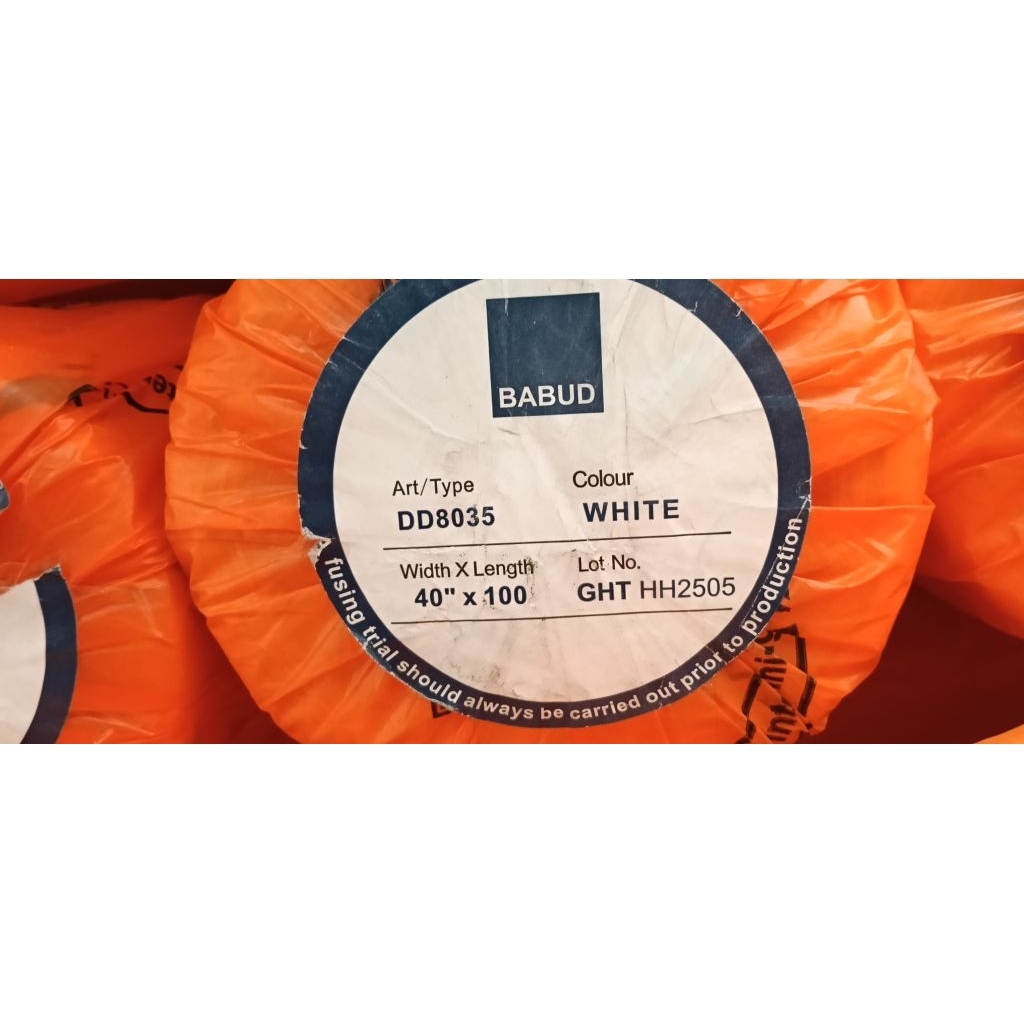 BABUD
Art/Type Colour
DD8035 WHITE
Width X Length Lot No.
40" x 100 GHT HH2505
A fusing trial should always be carried out prior to production